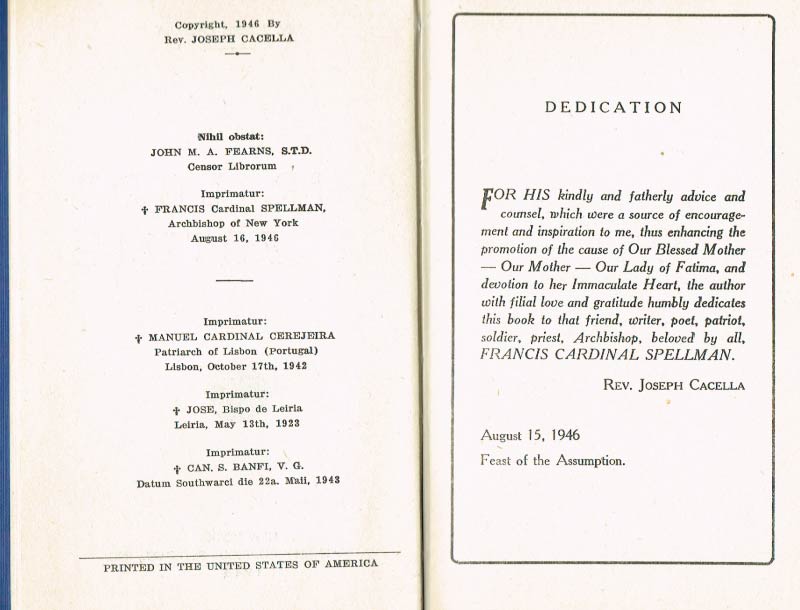 Copyright, 1946 By
Rev. JOSEPH CACELLA
Nihil obstat:
JOHN M. A. FEARNS, S.T.D.
Censor Librorum
Imprimatur:
✝ FRANCIS Cardinal SPELLMAN,
Archbishop of New York
August 16, 1946
Imprimatur:
✝ MANUEL CARDINAL CEREJEIRA
Patriarch of Lisbon (Portugal)
Lisbon, October 17th, 1942
Imprimatur:
✝ JOSE, Bispo de Leiria
Leiria, May 13th, 1923
Imprimatur:
✝ CAN. S. BANFI, V. G.
Datum Southwarci die 22a. Maii, 1943
PRINTED IN THE UNITED STATES OF AMERICA
DEDICATION
FOR HIS kindly and fatherly advice and
counsel, which were a source of encourage-
ment and inspiration to me, thus enhancing the
promotion of the cause of Our Blessed Mother
— Our Mother — Our Lady of Fatima, and
devotion to her Immaculate Heart, the author
with filial love and gratitude humbly dedicates
this book to that friend, writer, poet, patriot,
soldier, priest, Archbishop, beloved by all,
FRANCIS CARDINAL SPELLMAN.
REV. JOSEPH CACELLA
August 15, 1946
Feast of the Assumption.